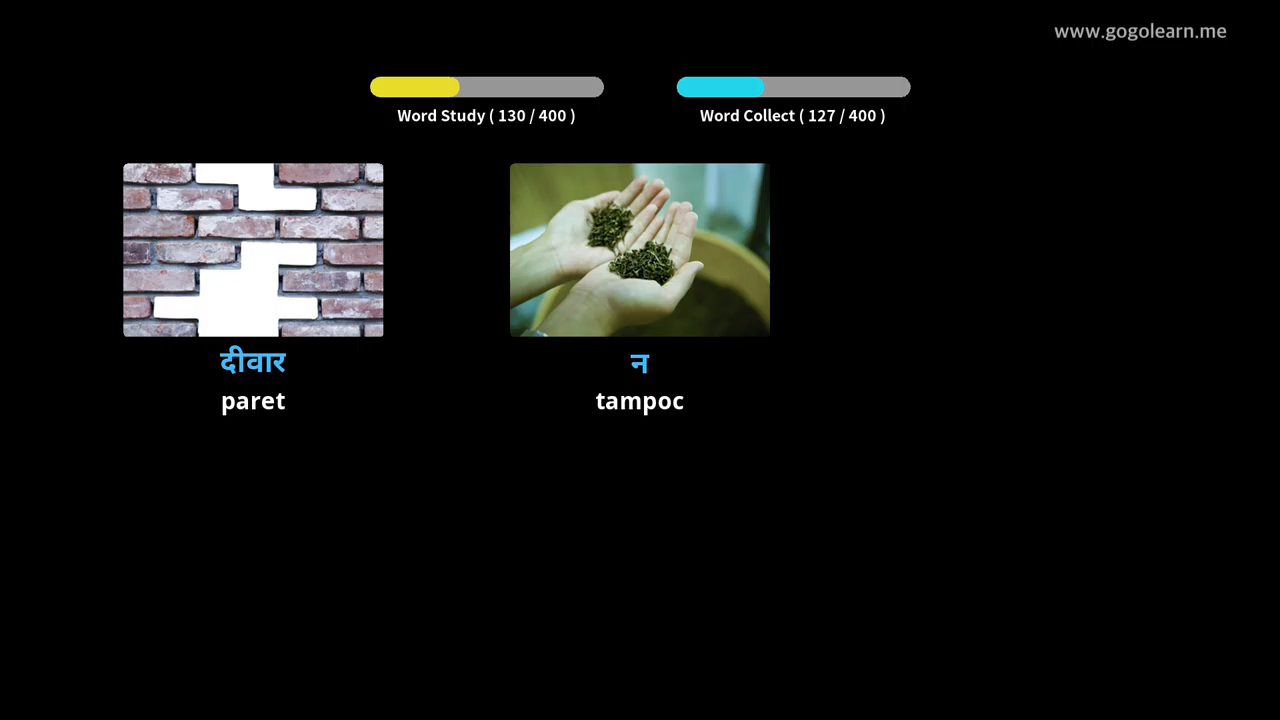 www.gogolearn.me
Word Study ( 130 / 400 )
Word Collect ( 127 / 400 )
दीवार
paret
न
tampoc